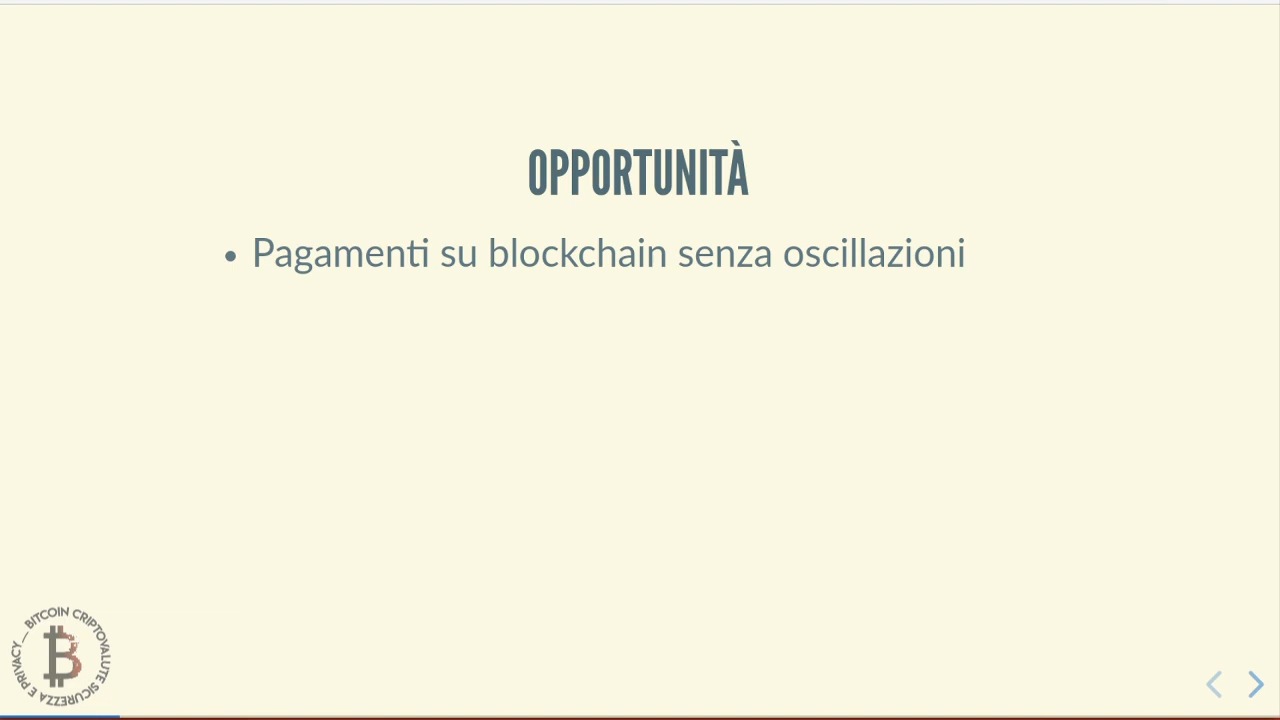 OPPORTUNITÀ
• Pagamenti su blockchain senza oscillazioni
BITCOIN CRIPTOVALUTE SICUREZZA E PRIVACY —